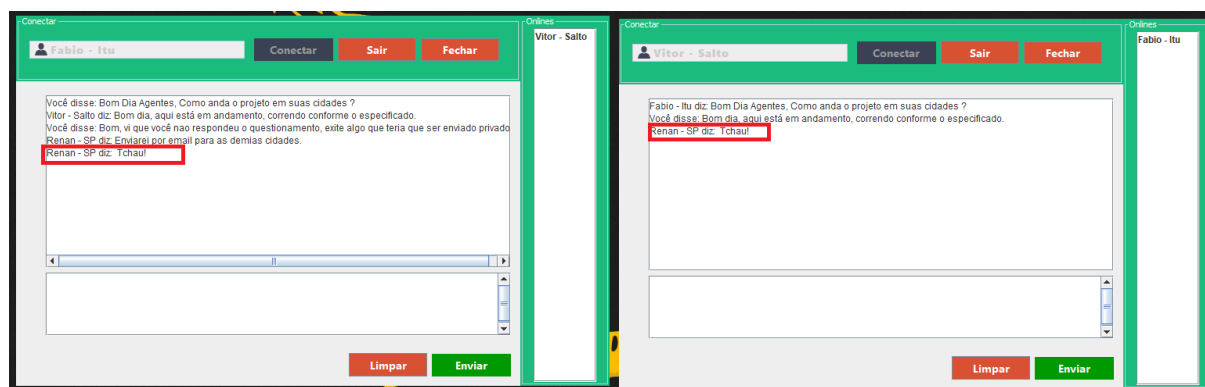 Conectar
Onlines
Fabio - Itu
Conectar
Sair
Fechar
Vitor - Salto
Você disse: Bom Dia Agentes, Como anda o projeto em suas cidades ?
Vitor - Salto diz: Bom dia, aqui está em andamento, correndo conforme o especificado.
Você disse: Bom, vi que você nao respondeu o questionamento, exite algo que teria que ser enviado privado
Renan - SP diz: Enviarei por email para as demias cidades.
Renan - SP diz: Tchau!
Limpar
Enviar
Conectar
Onlines
Vitor - Salto
Conectar
Sair
Fechar
Fabio - Itu
Fabio - Itu diz: Bom Dia Agentes, Como anda o projeto em suas cidades ?
Você disse: Bom dia, aqui está em andamento, correndo conforme o especificado.
Renan - SP diz: Tchau!
Limpar
Enviar